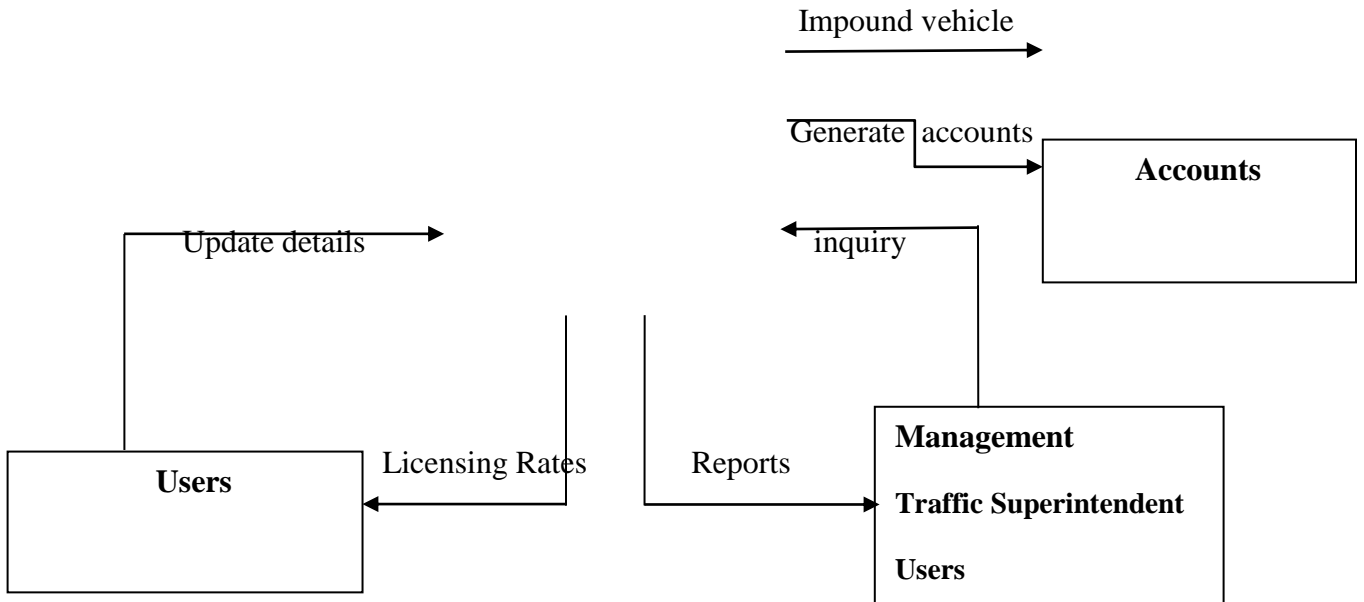 Impound vehicle
Generate accounts
Accounts
Update details
inquiry
Management
Licensing Rates
Reports
Users
Traffic Superintendent
Users